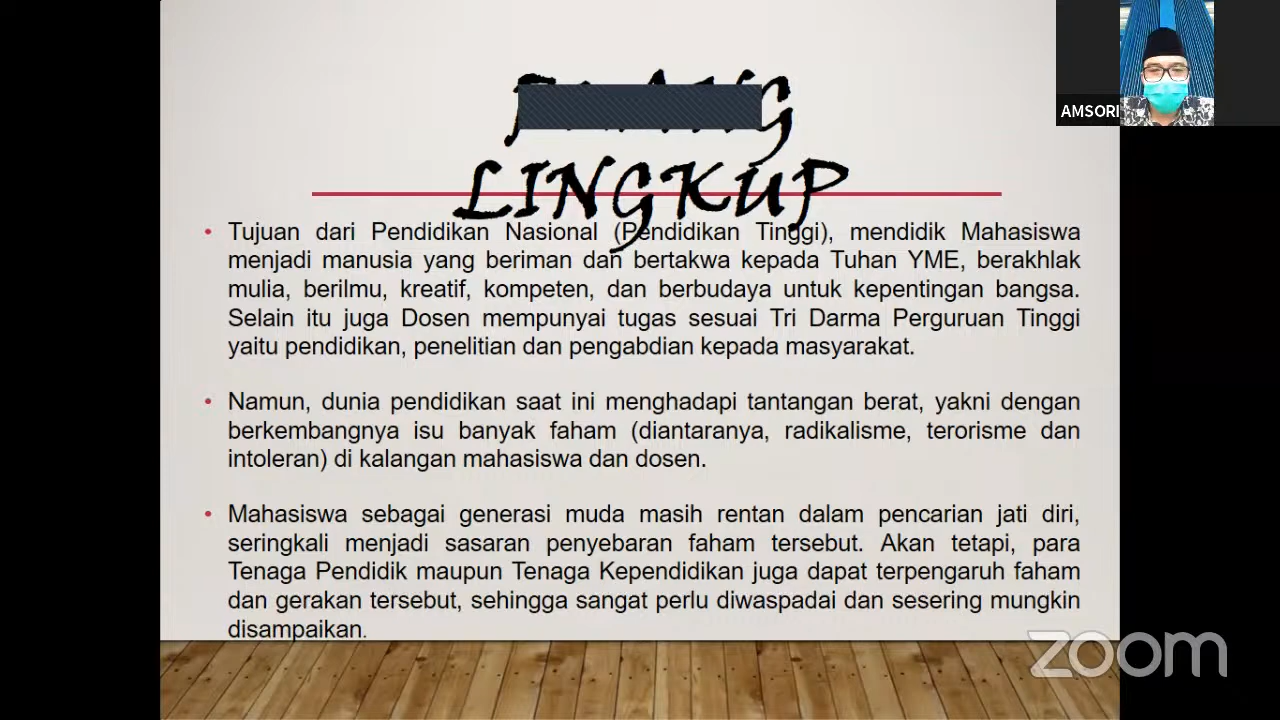 LINGKUP
• Tujuan dari Pendidikan Nasional (Pendidikan Tinggi), mendidik Mahasiswa
menjadi manusia yang beriman dan bertakwa kepada Tuhan YME, berakhlak
mulia, berilmu, kreatif, kompeten, dan berbudaya untuk kepentingan bangsa.
Selain itu juga Dosen mempunyai tugas sesuai Tri Darma Perguruan Tinggi
yaitu pendidikan, penelitian dan pengabdian kepada masyarakat.
• Namun, dunia pendidikan saat ini menghadapi tantangan berat, yakni dengan
berkembangnya isu banyak faham (diantaranya, radikalisme, terorisme dan
intoleran) di kalangan mahasiswa dan dosen.
• Mahasiswa sebagai generasi muda masih rentan dalam pencarian jati diri,
seringkali menjadi sasaran penyebaran faham tersebut. Akan tetapi, para
Tenaga Pendidik maupun Tenaga Kependidikan juga dapat terpengaruh faham
dan gerakan tersebut, sehingga sangat perlu diwaspadai dan sesering mungkin
disampaikan.
AMSORI
zoom